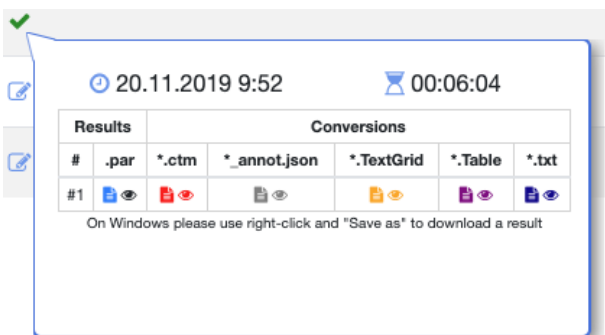 20.11.2019 9:52 00:06:04
Results Conversions
# .par *.ctm *_annot.json *.TextGrid *.Table *.txt
#1
On Windows please use right-click and "Save as" to download a result